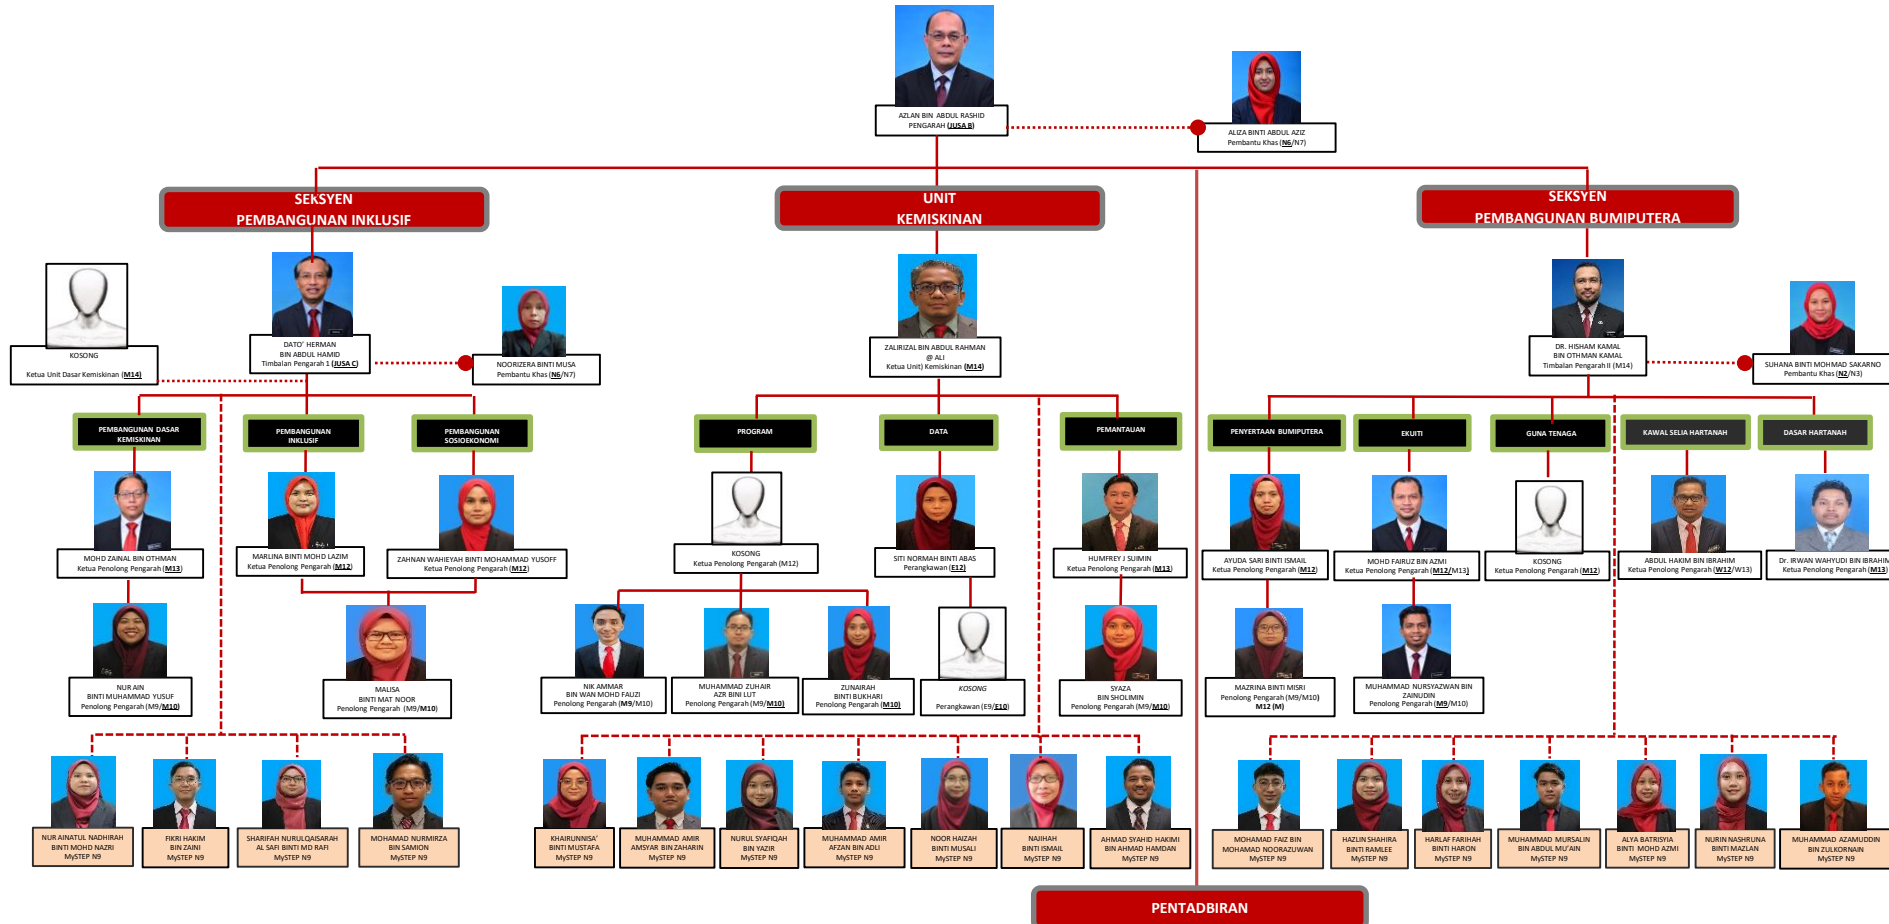 AZLAN BIN ABDUL RASHID
PENGARAH (JUSA B)
ALIZA BINTI ABDUL AZIZ
Pembantu Khas (N6/N7)
SEKSYEN
PEMBANGUNAN INKLUSIF
UNIT
KEMISKINAN
SEKSYEN
PEMBANGUNAN BUMIPUTERA
KOSONG
Ketua Unit Dasar Kemiskinan (M14)
DATO' HERMAN
BIN ABDUL HAMID
Timbalan Pengarah 1 (JUSA C)
NOORIZERA BINTI MUSA
Pembantu Khas (N6/N7)
ZALIRIZAL BIN ABDUL RAHMAN
@ ALI
Ketua Unit) Kemiskinan (M14)
DR. HISHAM KAMAL
BIN OTHMAN KAMAL
Timbalan Pengarah II (M14)
SUHANA BINTI MOHMAD SAKARNO
Pembantu Khas (N2/N3)
PEMBANGUNAN DASAR
KEMISKINAN
PEMBANGUNAN
INKLUSIF
PEMBANGUNAN
SOSIOEKONOMI
PROGRAM
DATA
PEMANTAUAN
PENYERTAAN BUMIPUTERA
EKUITI
GUNA TENAGA
KAWAL SELIA HARTANAH
DASAR HARTANAH
MOHD ZAINAL BIN OTHMAN
Ketua Penolong Pengarah (M13)
MARLINA BINTI MOHD LAZIM
Ketua Penolong Pengarah (M12)
ZAHNAN WAHIEYAH BINTI MOHAMMAD YUSOFF
Ketua Penolong Pengarah (M12)
KOSONG
Ketua Penolong Pengarah (M12)
SITI NORMAH BINTI ABAS
Perangkawan (E12)
HUMFREY J SUIMIN
Ketua Penolong Pengarah (M13)
AYUDA SARI BINTI ISMAIL
Ketua Penolong Pengarah (M12)
MOHD FAIRUZ BIN AZMI
Ketua Penolong Pengarah (M12/M13)
KOSONG
Ketua Penolong Pengarah (M12)
ABDUL HAKIM BIN IBRAHIM
Ketua Penolong Pengarah (W12/W13)
Dr. IRWAN WAHYUDI BIN IBRAHIM
Ketua Penolong Pengarah (M13)
NUR AIN
BINTI MUHAMMAD YUSUF
Penolong Pengarah (M9/M10)
MALISA
BINTI MAT NOOR
Penolong Pengarah (M9/M10)
NIK AMMAR
BIN WAN MOHD FAUZI
Penolong Pengarah (M9/M10)
MUHAMMAD ZUHAIR
AZR BINI LUT
Penolong Pengarah (M9/M10)
ZUNAIRAH
BINTI BUKHARI
Penolong Pengarah (M10)
KOSONG
Perangkawan (E9/E10)
SYAZA
BIN SHOLIMIN
Penolong Pengarah (M9/M10)
MAZRINA BINTI MISRI
Penolong Pengarah (M9/M10)
M12 (M)
MUHAMMAD NURSYAZWAN BIN
ZAINUDIN
Penolong Pengarah (M9/M10)
NUR AINATUL NADHIRAH
BINTI MOHD NAZRI
MySTEP N9
FIKRI HAKIM
BIN ZAINI
MySTEP N9
SHARIFAH NURULQAISARAH
AL SAFI BINTI MD RAFI
MySTEP N9
MOHAMAD NURMIRZA
BIN SAMION
MySTEP N9
KHAIRUNNISA'
BINTI MUSTAFA
MySTEP N9
MUHAMMAD AMIR
AMSYAR BIN ZAHARIN
MySTEP N9
NURUL SYAFIQAH
BIN YAZIR
MySTEP N9
MUHAMMAD AMIR
AFZAN BIN ADLI
MySTEP N9
NOOR HAIZAH
BINTI MUSALI
MySTEP N9
NAJIHAH
BINTI ISMAIL
MySTEP N9
AHMAD SYAHID HAKIMI
BIN AHMAD HAMDAN
MySTEP N9
MOHAMAD FAIZ BIN
MOHAMAD NOORAZUWAN
MySTEP N9
HAZLIN SHAHIRA
BINTI RAMLEE
MySTEP N9
HARLAF FARIHAH
BINTI HARON
MySTEP N9
MUHAMMAD MURSALIN
BIN ABDUL MU'AIN
MySTEP N9
ALYA BATRISYIA
BINTI MOHD AZMI
MySTEP N9
NURIN NASHRUNA
BINTI MAZLAN
MySTEP N9
MUHAMMAD AZAMUDDIN
BIN ZULKORNAIN
MySTEP N9
PENTADBIRAN